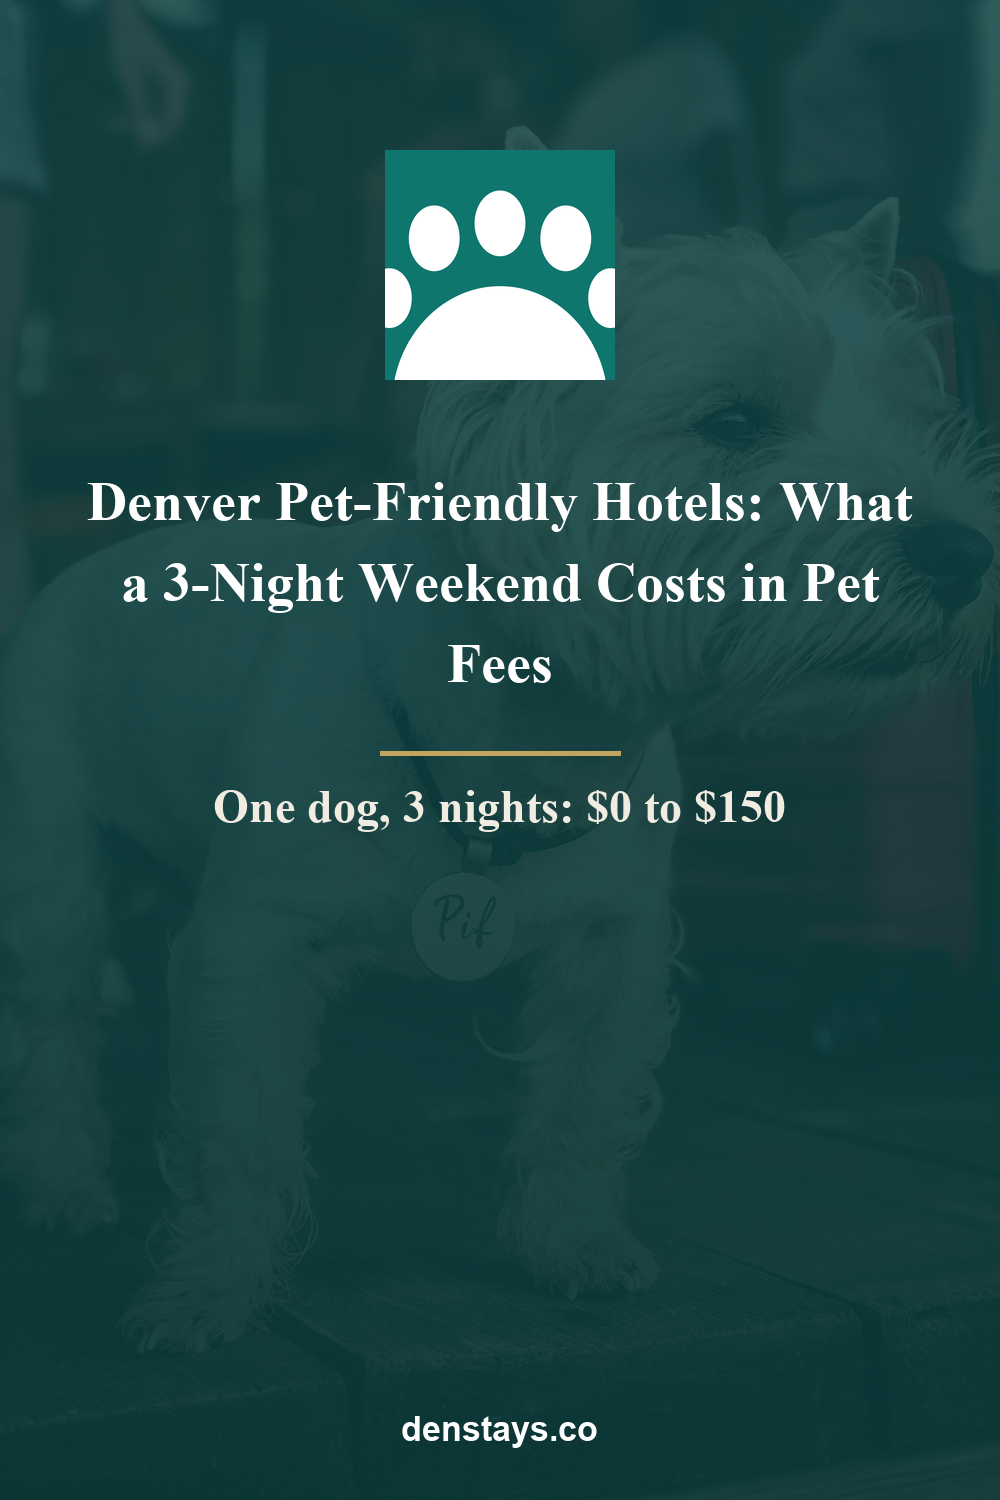 Denver Pet-Friendly Hotels: What
a 3-Night Weekend Costs in Pet
Fees
One dog, 3 nights: $0 to $150
Pif
denstays.co